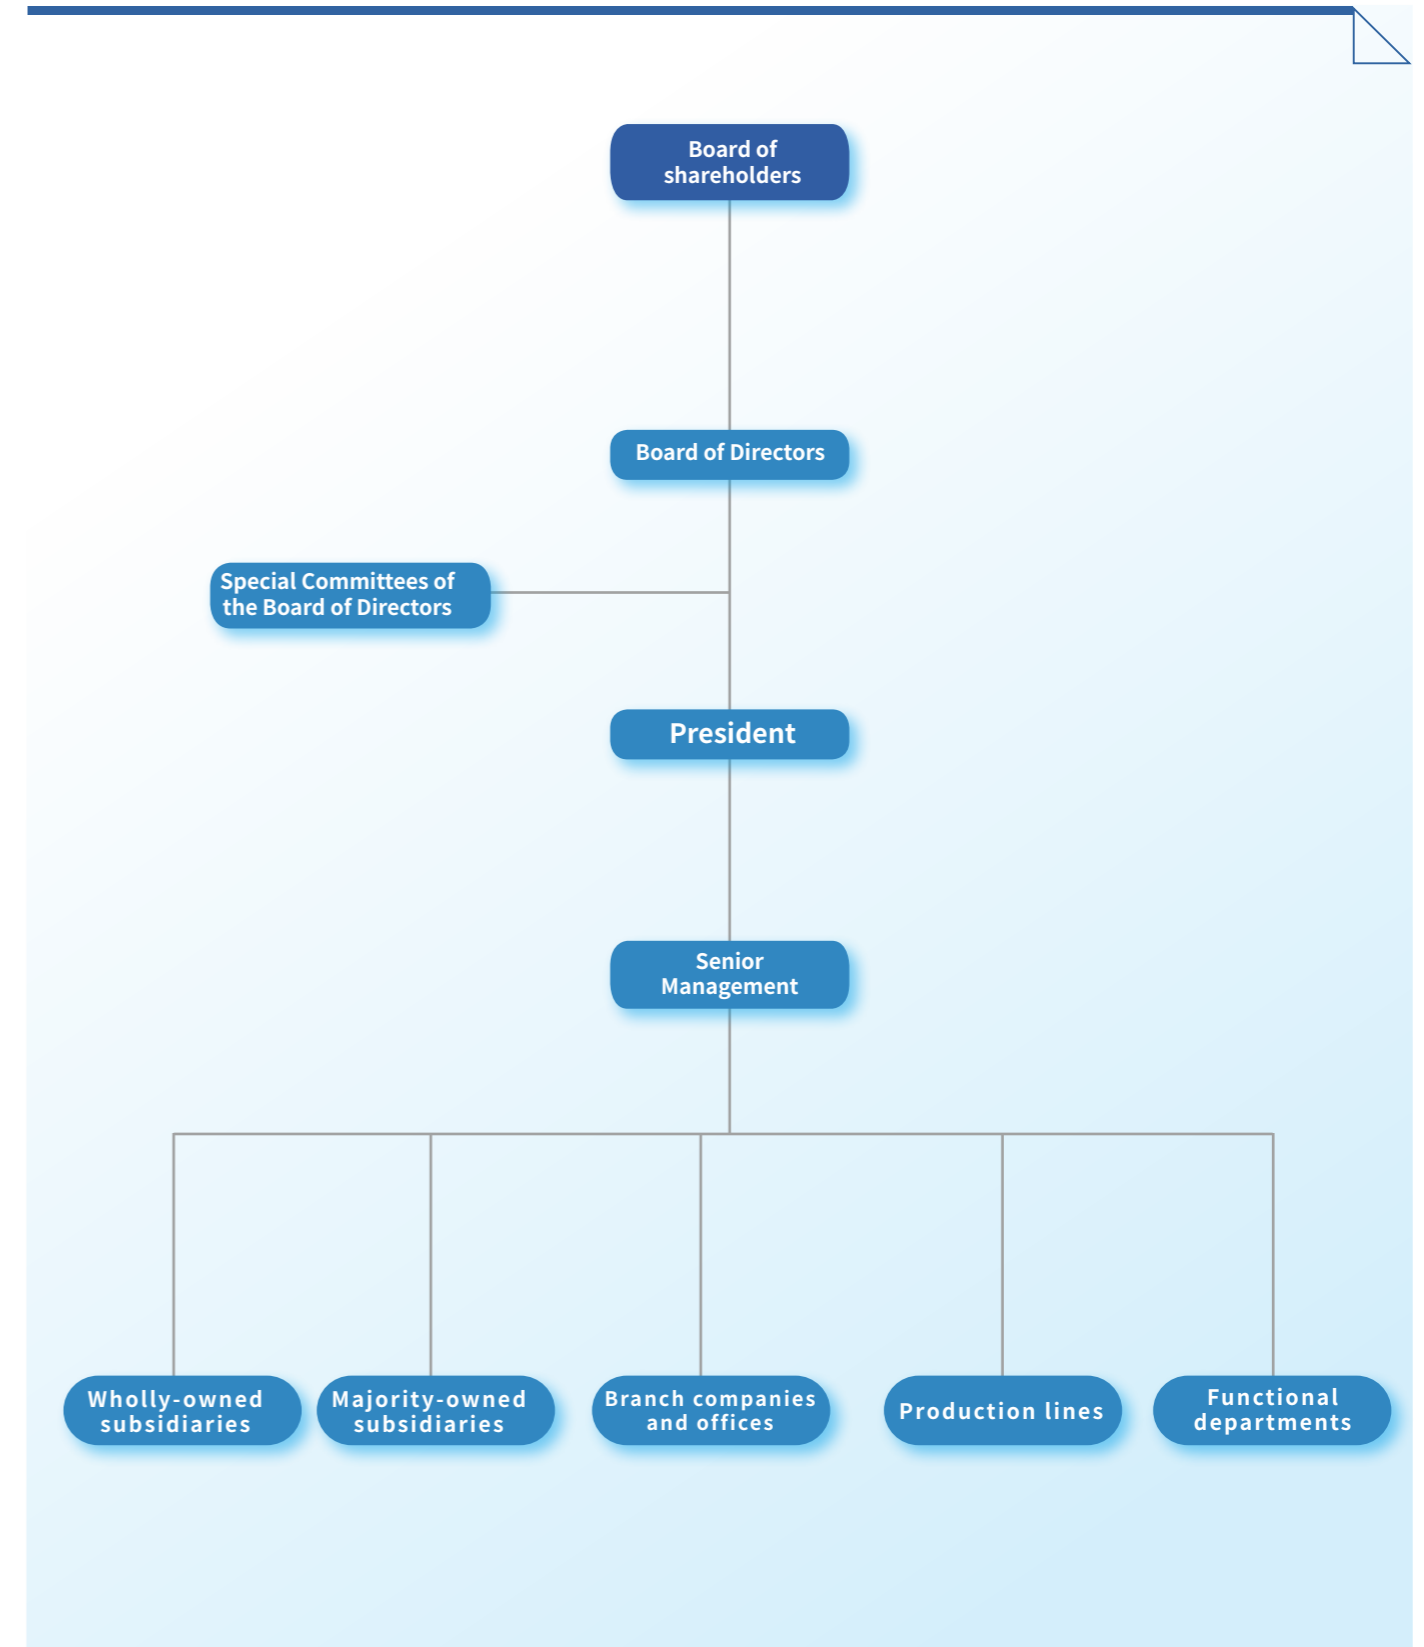 Board of
shareholders
Board of Directors
Special Committees of
the Board of Directors
President
Senior
Management
Wholly-owned
subsidiaries
Majority-owned
subsidiaries
Branch companies
and offices
Production lines
Functional
departments